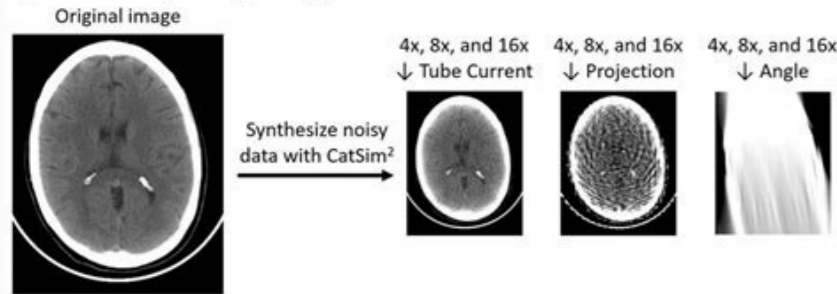 Original image
4x, 8x, and 16x
↓ Tube Current
4x, 8x, and 16x
↓ Projection
4x, 8x, and 16x
↓ Angle
Synthesize noisy
data with CatSim²